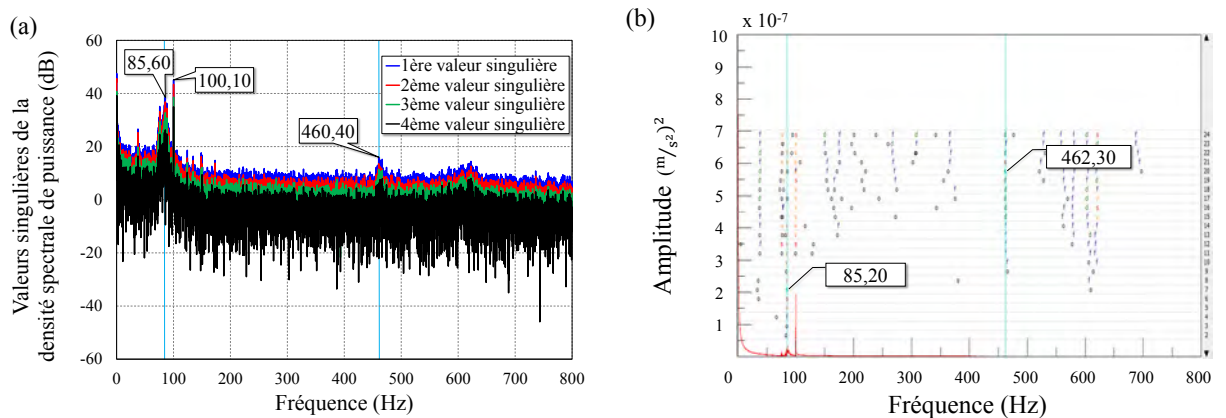 (a)
60
40
20
0
-20
-40
-60
Valeurs singulières de la
densité spectrale de puissance (dB)
85,60
100,10
460,40
1ère valeur singulière
2ème valeur singulière
3ème valeur singulière
4ème valeur singulière
0 100 200 300 400 500 600 700 800
Fréquence (Hz)
(b)
x 10-7
10
9
8
7
6
5
4
3
2
1
Amplitude (m/s²)²
462,30
85,20
0 100 200 300 400 500 600 700 800
Fréquence (Hz)